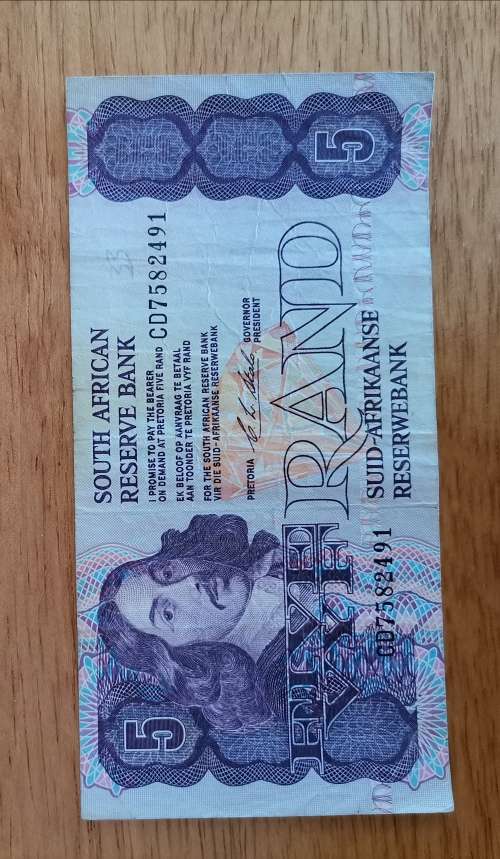 SOUTH AFRICAN
RESERVE BANK
I PROMISE TO PAY THE BEARER
ON DEMAND AT PRETORIA FIVE RAND
CD7582491
EK BELOOF OP AANVRAAG TE BETAAL
AAN TOONDER TE PRETORIA VYF RAND
FOR THE SOUTH AFRICAN RESERVE BANK
VIR DIE SUID-AFRIKAANSE RESERWEBANK
PRETORIA
GOVERNOR
PRESIDENT
5
5
FIVE
VYF
RAND
CD7582491
SUID-AFRIKAANSE
RESERWEBANK